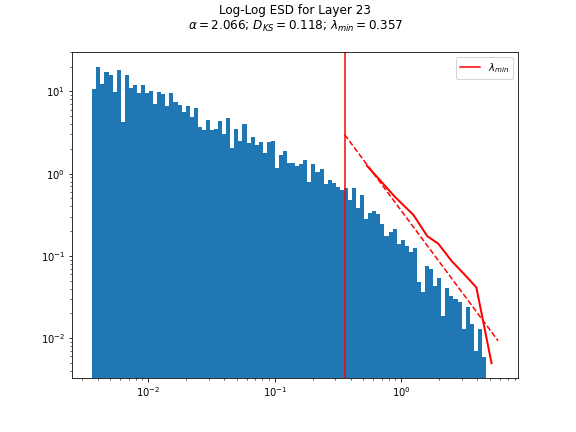 Log-Log ESD for Layer 23
α = 2.066; D_KS = 0.118; λ_min = 0.357
λ_min
10¹
10⁰
10⁻¹
10⁻²
10⁻² 10⁻¹ 10⁰